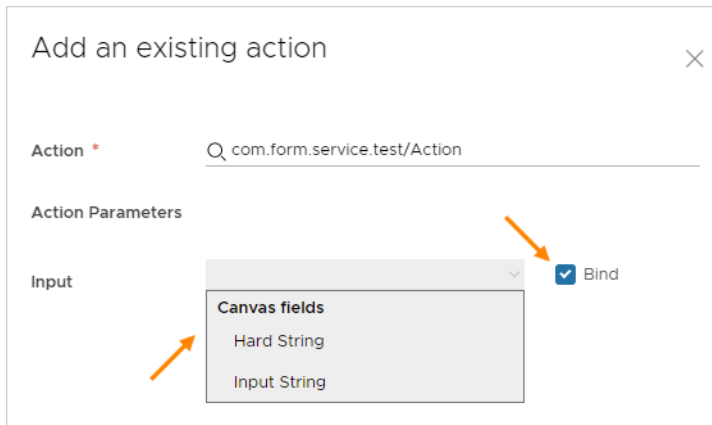 Add an existing action
Action * com.form.service.test/Action
Action Parameters
Input Bind
Canvas fields
Hard String
Input String